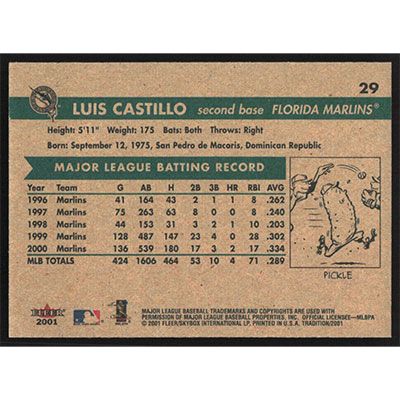 29
LUIS CASTILLO second base FLORIDA MARLINS®
Height: 5'11" Weight: 175 Bats: Both Throws: Right
Born: September 12, 1975, San Pedro de Macoris, Dominican Republic
MAJOR LEAGUE BATTING RECORD
Year Team G AB H 2B 3B HR RBI AVG
1996 Marlins 41 164 43 2 1 1 8 .262
1997 Marlins 75 263 63 8 0 0 8 .240
1998 Marlins 44 153 31 3 2 1 10 .203
1999 Marlins 128 487 147 23 4 0 28 .302
2000 Marlins 136 539 180 17 3 2 17 .334
MLB TOTALS 424 1606 464 53 10 4 71 .289
PICKLE
FLEER
2001
MAJOR LEAGUE BASEBALL TRADEMARKS AND COPYRIGHTS ARE USED WITH
PERMISSION OF MAJOR LEAGUE BASEBALL PROPERTIES, INC. OFFICIAL LICENSEE—MLBPA
© 2001 FLEER/SKYBOX INTERNATIONAL LP. PRINTED IN U.S.A. TRADITION/2001